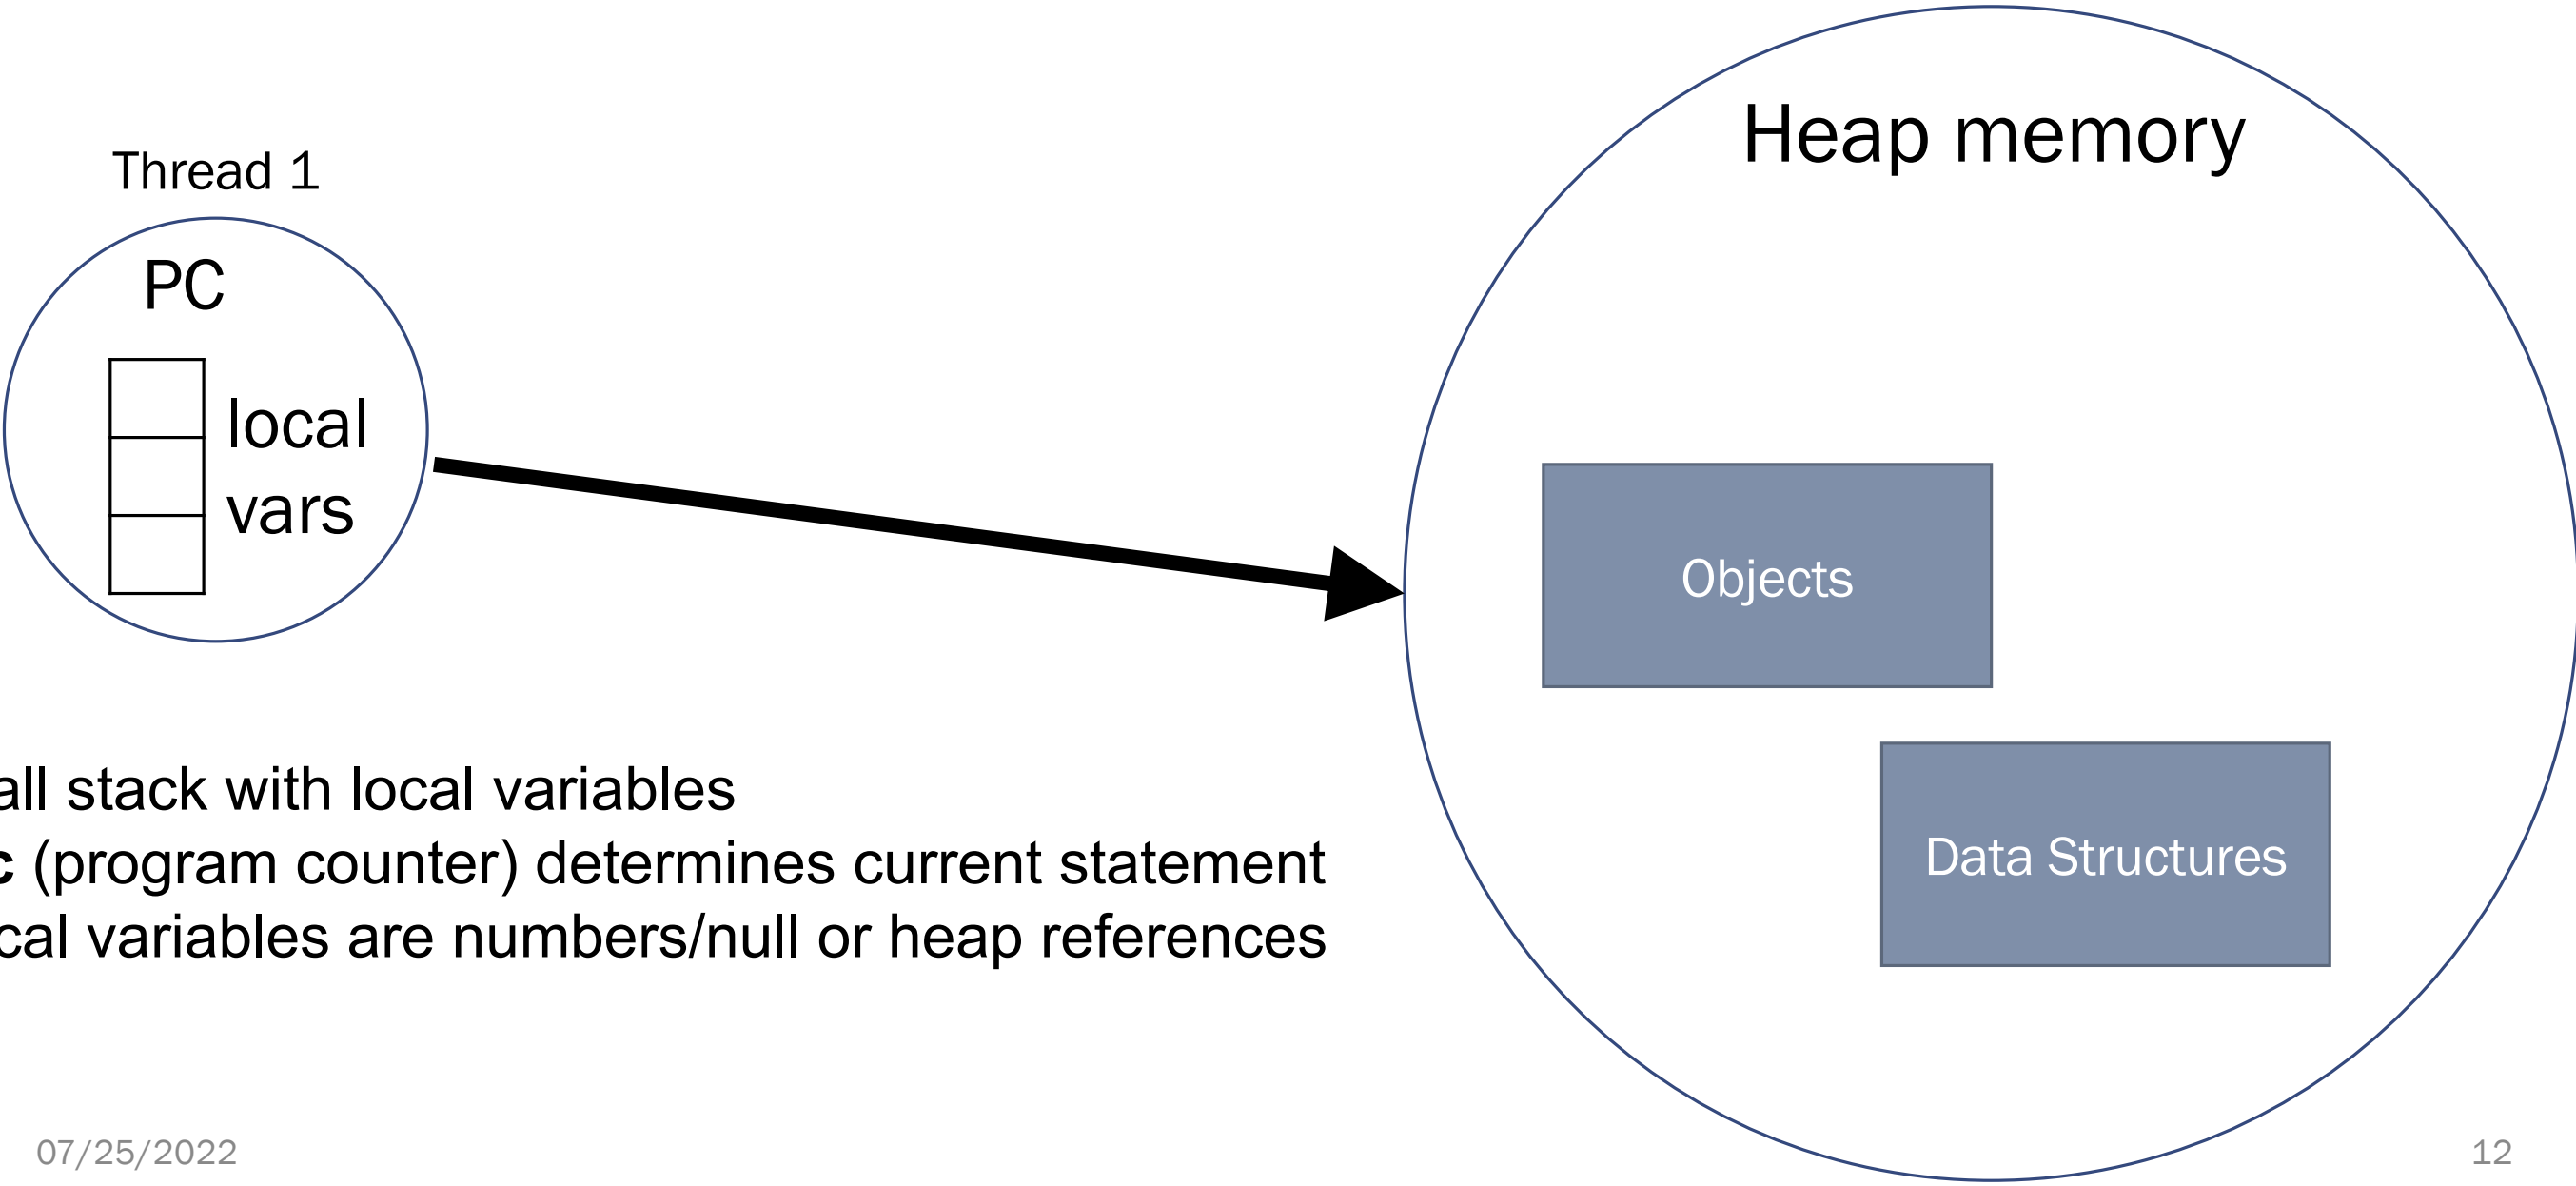 Heap memory
Thread 1
PC
local
vars
Objects
Data Structures
all stack with local variables
c (program counter) determines current statement
cal variables are numbers/null or heap references
07/25/2022
12